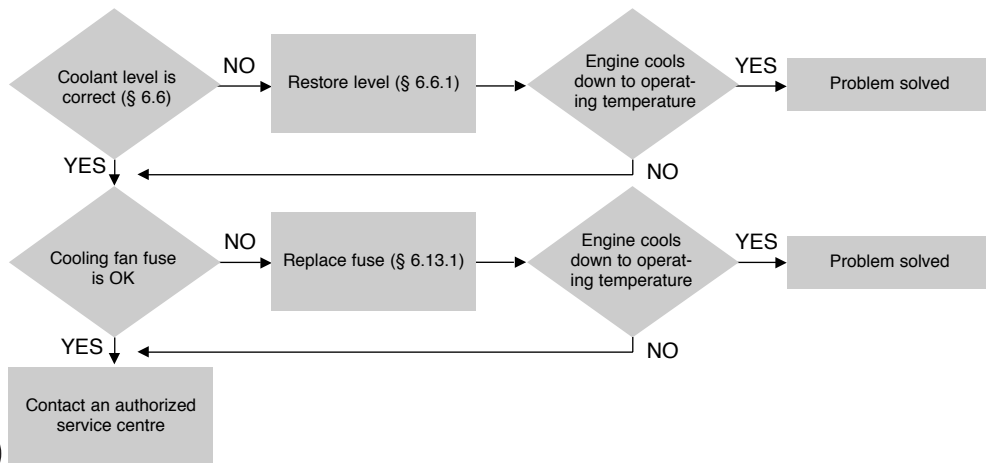 Coolant level is
correct (§ 6.6)
NO
Restore level (§ 6.6.1)
Engine cools
down to operat-
ing temperature
YES
Problem solved
YES
NO
Cooling fan fuse
is OK
NO
Replace fuse (§ 6.13.1)
Engine cools
down to operat-
ing temperature
YES
Problem solved
YES
NO
Contact an authorized
service centre
)